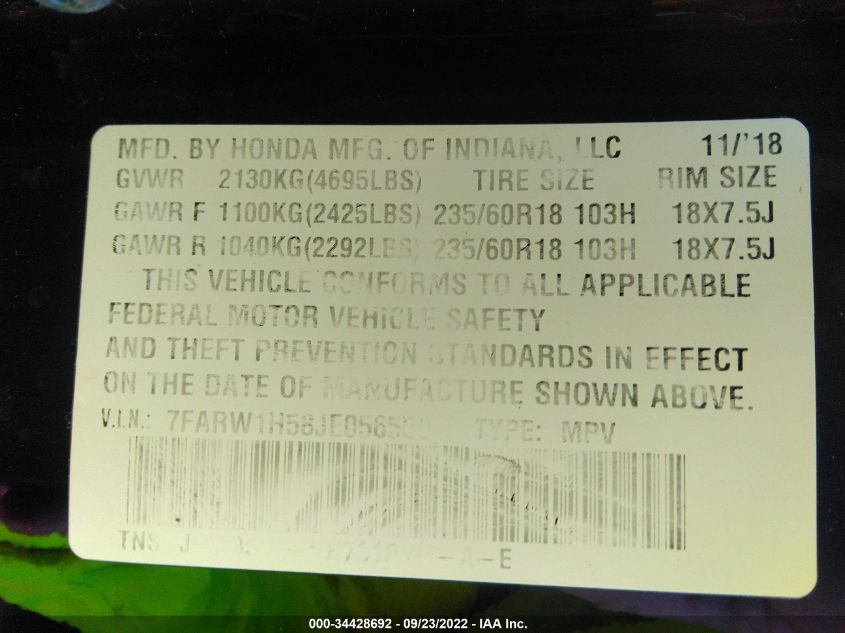 MFD. BY HONDA MFG. OF INDIANA, LLC 11/'18
GVWR 2130KG(4695LBS) TIRE SIZE RIM SIZE
GAWR F 1100KG(2425LBS) 235/60R18 103H 18X7.5J
GAWR R 1040KG(2292LBS) 235/60R18 103H 18X7.5J
THIS VEHICLE CONFORMS TO ALL APPLICABLE
FEDERAL MOTOR VEHICLE SAFETY
AND THEFT PREVENTION STANDARDS IN EFFECT
ON THE DATE OF MANUFACTURE SHOWN ABOVE.
V.I.N.: TYPE: MPV
-A-E
000-34428692 - 09/23/2022 - IAA Inc.